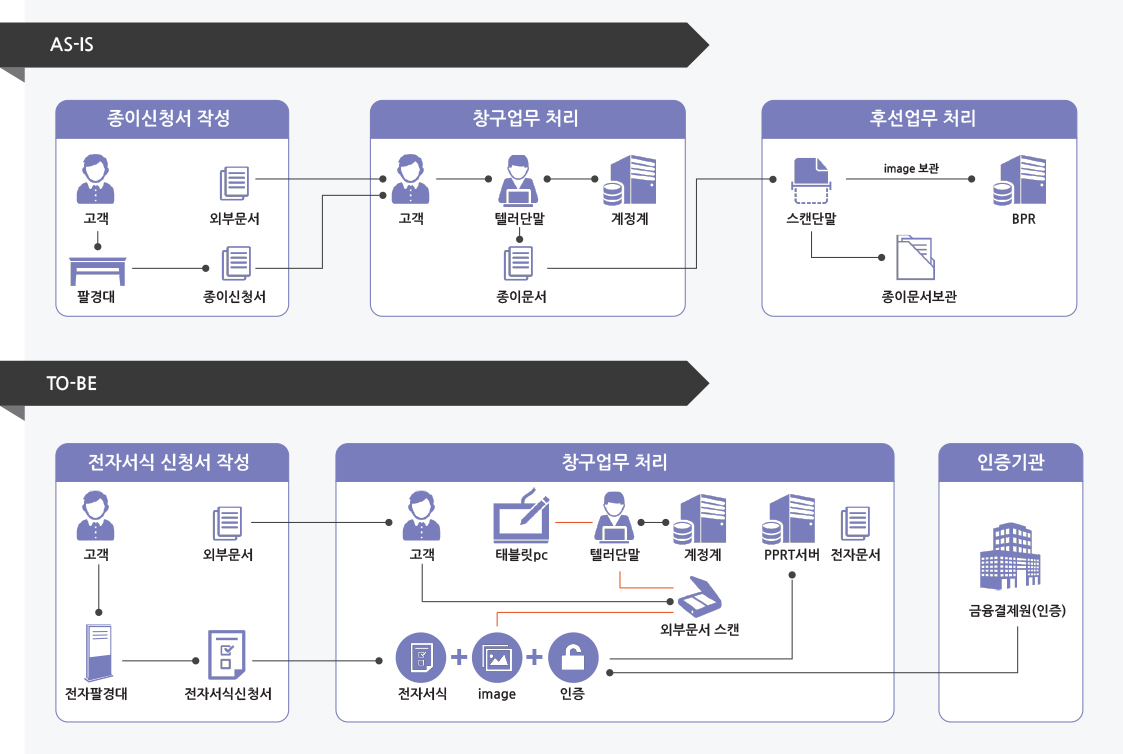 AS-IS
종이신청서 작성
창구업무 처리
후선업무 처리
image 보관
고객
외부문서
고객
텔러단말
계정계
스캔단말
BPR
팔경대
종이신청서
종이문서
종이문서보관
TO-BE
전자서식 신청서 작성
창구업무 처리
인증기관
고객
외부문서
고객
태블릿pc
텔러단말
계정계
PPRT서버
전자문서
금융결제원(인증)
외부문서 스캔
전자팔경대
전자서식신청서
전자서식
image
인증